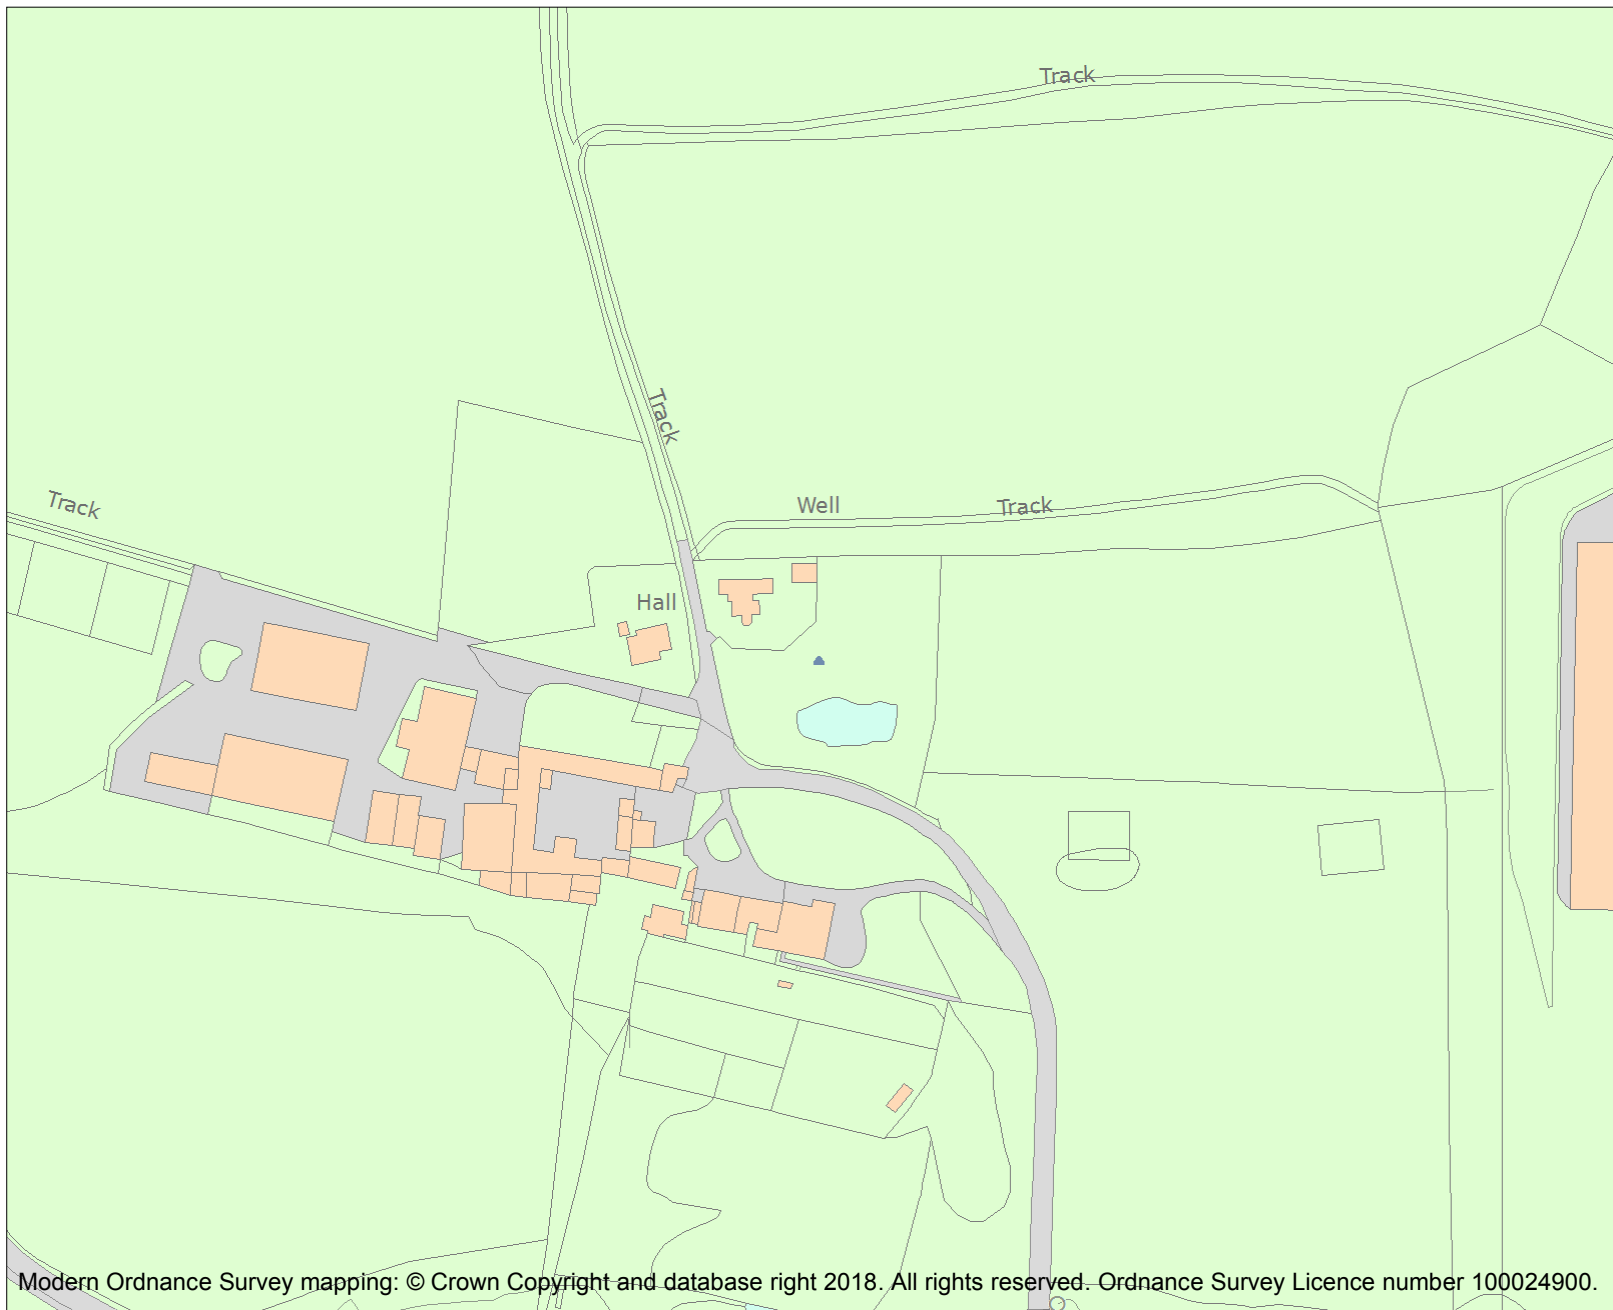 Track
Track
Track
Well
Track
Hall
Modern Ordnance Survey mapping: © Crown Copyright and database right 2018. All rights reserved. Ordnance Survey Licence number 100024900.